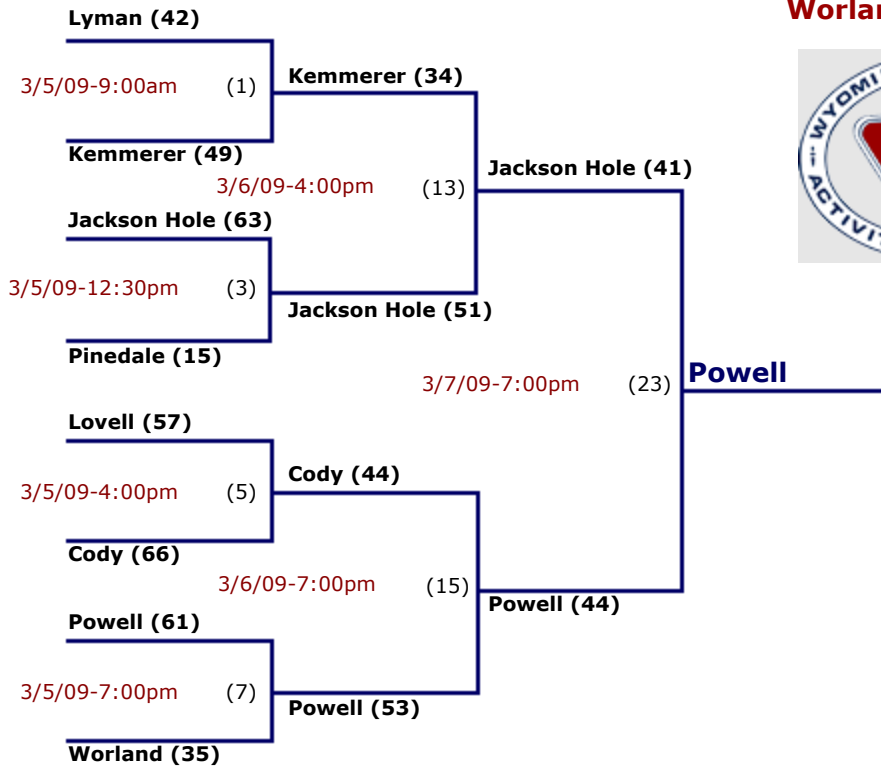 Lyman (42)
Worlan
3/5/09-9:00am (1)
Kemmerer (34)
WYOMI
ACTIVIT
Kemmerer (49)
3/6/09-4:00pm (13)
Jackson Hole (41)
Jackson Hole (63)
3/5/09-12:30pm (3)
Jackson Hole (51)
Pinedale (15)
3/7/09-7:00pm (23)
Powell
Lovell (57)
Cody (44)
3/5/09-4:00pm (5)
Cody (66)
3/6/09-7:00pm (15)
Powell (44)
Powell (61)
3/5/09-7:00pm (7)
Powell (53)
Worland (35)